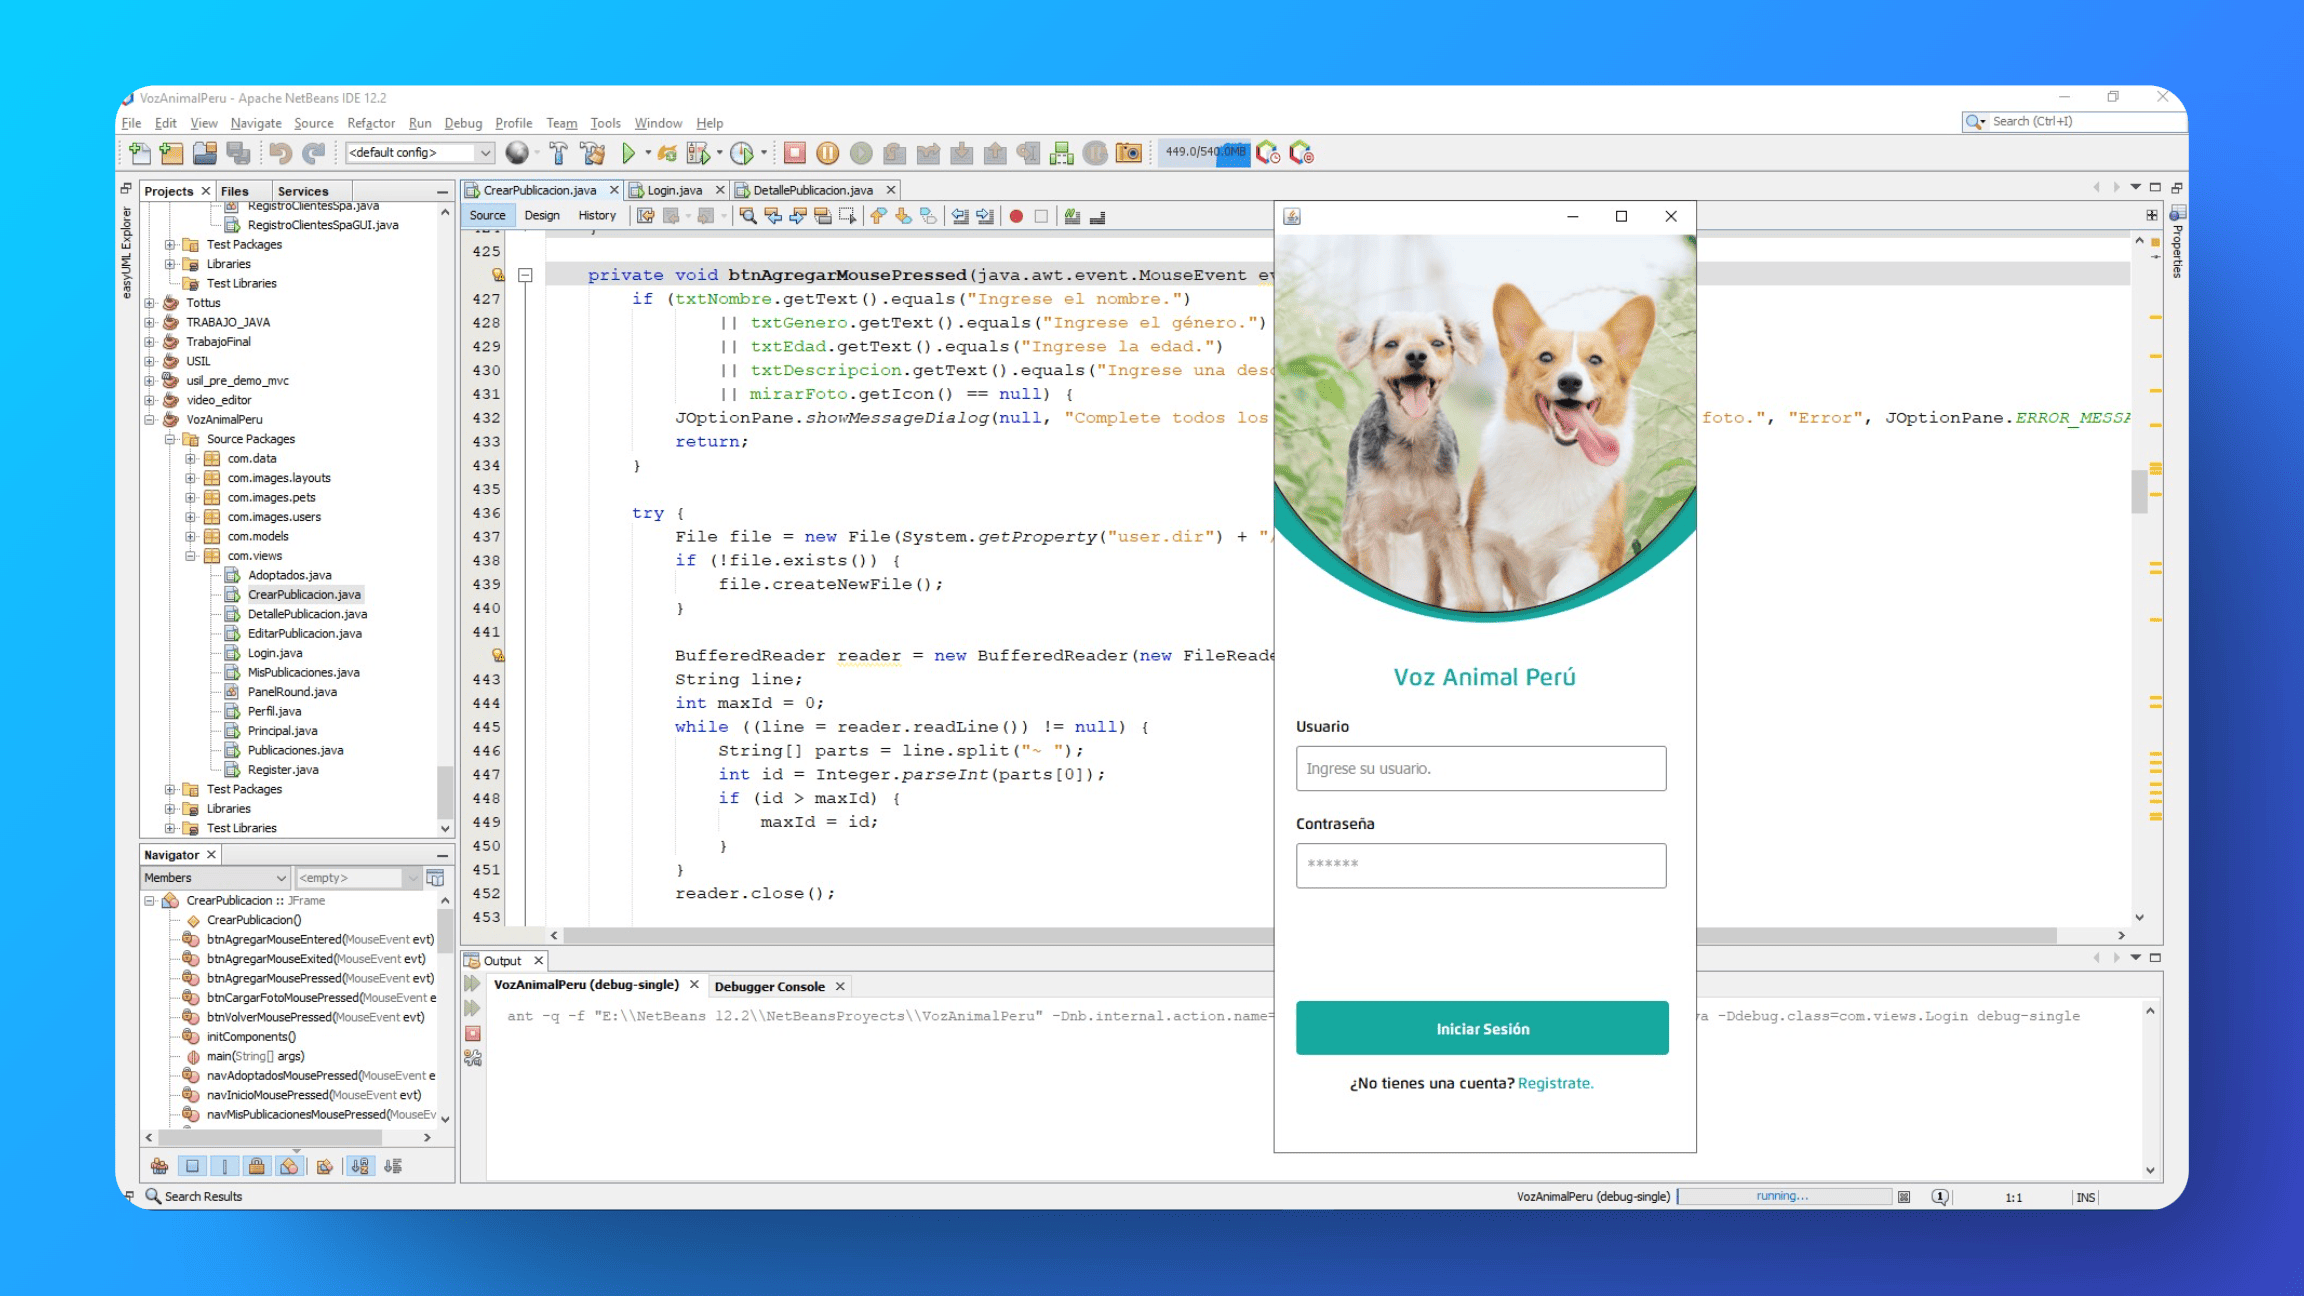 VozAnimalPeru - Apache NetBeans IDE 12.2
File Edit View Navigate Source Refactor Run Debug Profile Team Tools Window Help
Search (Ctrl+I)
<default config>
449.0/540.0MB
easyUML Explorer
Projects Files Services
RegistroClientesSpa.java
RegistroClientesSpaGUI.java
Test Packages
Libraries
Test Libraries
Tottus
TRABAJO_JAVA
TrabajoFinal
USIL
usil_pre_demo_mvc
video_editor
VozAnimalPeru
Source Packages
com.data
com.images.layouts
com.images.pets
com.images.users
com.models
com.views
Adoptados.java
CrearPublicacion.java
DetallePublicacion.java
EditarPublicacion.java
Login.java
MisPublicaciones.java
PanelRound.java
Perfil.java
Principal.java
Publicaciones.java
Register.java
Test Packages
Libraries
Test Libraries
Navigator
Members
<empty>
CrearPublicacion :: JFrame
CrearPublicacion()
btnAgregarMouseEntered(MouseEvent evt)
btnAgregarMouseExited(MouseEvent evt)
btnAgregarMousePressed(MouseEvent evt)
btnCargarFotoMousePressed(MouseEvent e
btnVolverMousePressed(MouseEvent evt)
initComponents()
main(String[] args)
navAdoptadosMousePressed(MouseEvent e
navInicioMousePressed(MouseEvent evt)
navMisPublicacionesMousePressed(MouseEv
Search Results
CrearPublicacion.java Login.java DetallePublicacion.java
Source Design History
Properties
425
private void btnAgregarMousePressed(java.awt.event.MouseEvent ev
427 if (txtNombre.getText().equals("Ingrese el nombre.")
428 || txtGenero.getText().equals("Ingrese el género.")
429 || txtEdad.getText().equals("Ingrese la edad.")
430 || txtDescripcion.getText().equals("Ingrese una desc
431 || mirarFoto.getIcon() == null) {
432 JOptionPane.showMessageDialog(null, "Complete todos los foto.", "Error", JOptionPane.ERROR_MESSA
433 return;
434 }
435
436 try {
437 File file = new File(System.getProperty("user.dir") + "/
438 if (!file.exists()) {
439 file.createNewFile();
440 }
441
BufferedReader reader = new BufferedReader(new FileReade
443 String line;
444 int maxId = 0;
445 while ((line = reader.readLine()) != null) {
446 String[] parts = line.split("~ ");
447 int id = Integer.parseInt(parts[0]);
448 if (id > maxId) {
449 maxId = id;
450 }
451 }
452 reader.close();
453
Voz Animal Perú
Usuario
Ingrese su usuario.
Contraseña
******
Iniciar Sesión
¿No tienes una cuenta? Registrate.
Output
VozAnimalPeru (debug-single) Debugger Console
ant -q -f "E:\\NetBeans 12.2\\NetBeansProyects\\VozAnimalPeru" -Dnb.internal.action.name= va -Ddebug.class=com.views.Login debug-single
VozAnimalPeru (debug-single) running... 1 1:1 INS